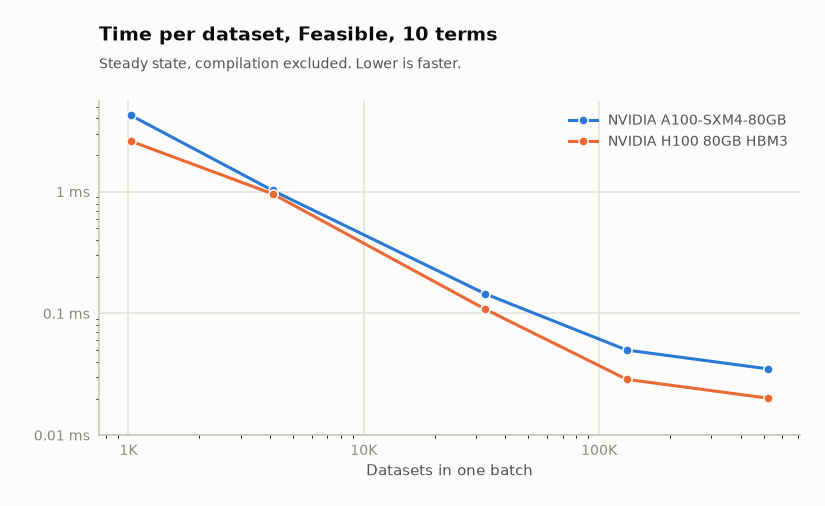 Time per dataset, Feasible, 10 terms
Steady state, compilation excluded. Lower is faster.
NVIDIA A100-SXM4-80GB
NVIDIA H100 80GB HBM3
1 ms
0.1 ms
0.01 ms
1K
10K
100K
Datasets in one batch